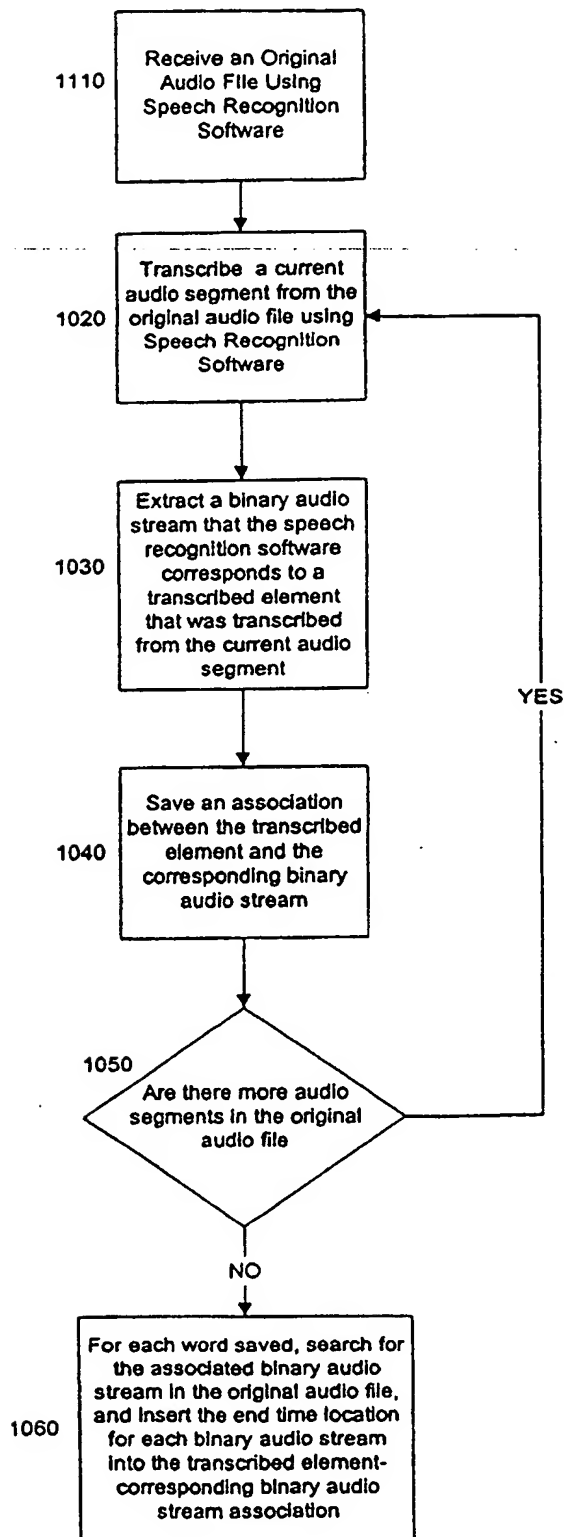 1110
Receive an Original
Audio File Using
Speech Recognition
Software
1020
Transcribe a current
audio segment from the
original audio file using
Speech Recognition
Software
1030
Extract a binary audio
stream that the speech
recognition software
corresponds to a
transcribed element
that was transcribed
from the current audio
segment
YES
1040
Save an association
between the transcribed
element and the
corresponding binary
audio stream
1050
Are there more audio
segments in the original
audio file
NO
1060
For each word saved, search for
the associated binary audio
stream in the original audio file,
and insert the end time location
for each binary audio stream
into the transcribed element-
corresponding binary audio
stream association